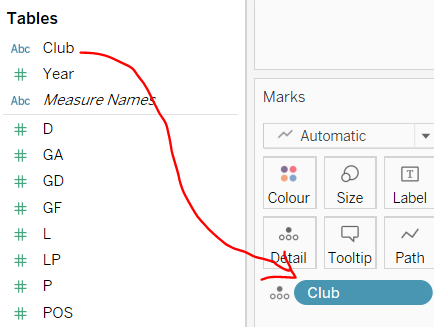 Tables
Abc Club
# Year
Abc Measure Names
# D
# GA
# GD
# GF
# L
# LP
# P
# POS
Marks
Automatic
Colour Size T Label
Detail Tooltip Path
Club